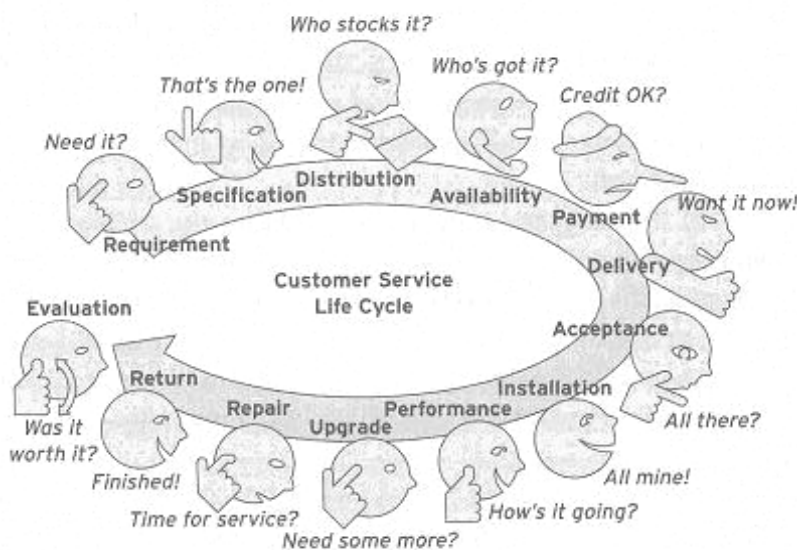 Who stocks it?
That's the one!
Who's got it?
Credit OK?
Need it?
Distribution
Specification
Availability
Payment
Want it now!
Requirement
Delivery
Customer Service
Life Cycle
Evaluation
Acceptance
Return
Installation
Repair
Performance
Upgrade
All there?
Was it
worth it?
All mine!
Finished!
How's it going?
Time for service?
Need some more?